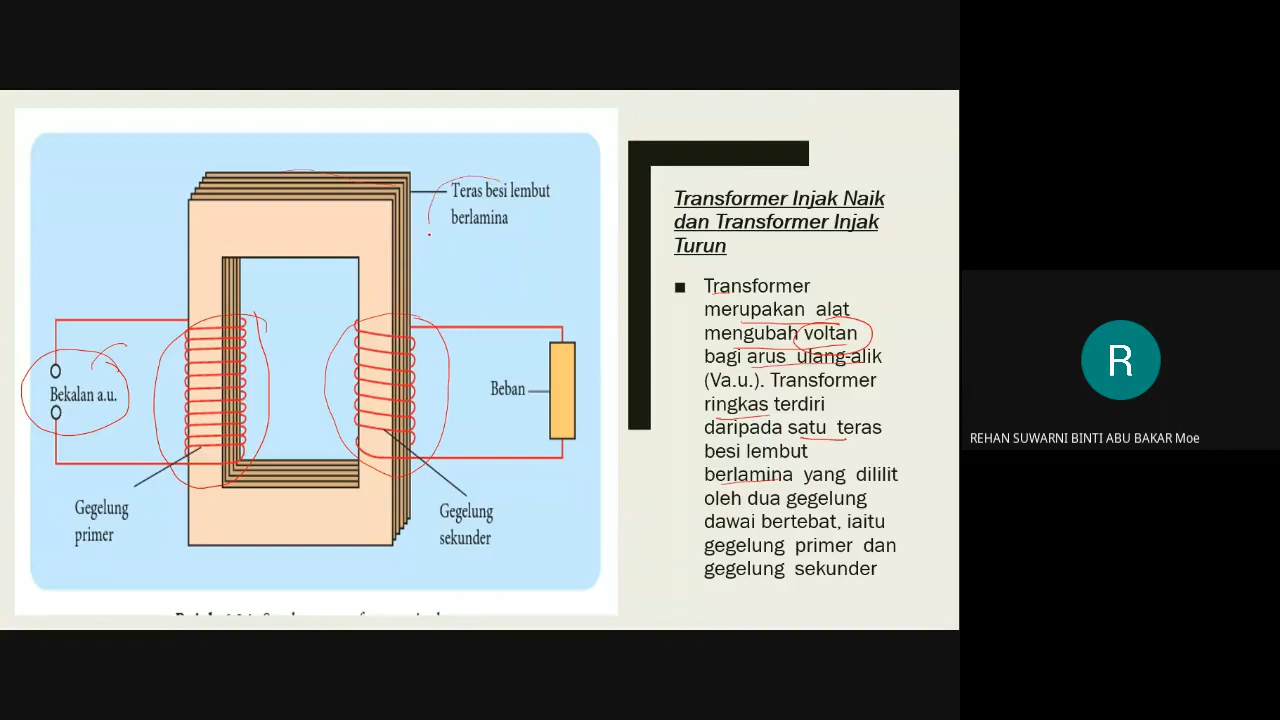 Teras besi lembut
berlamina
Bekalan a.u.
Beban
Gegelung
primer
Gegelung
sekunder
Transformer Injak Naik
dan Transformer Injak
Turun
■ Transformer
merupakan alat
mengubah voltan
bagi arus ulang-alik
(Va.u.). Transformer
ringkas terdiri
daripada satu teras
besi lembut
berlamina yang dililit
oleh dua gegelung
dawai bertebat, iaitu
gegelung primer dan
gegelung sekunder
R
REHAN SUWARNI BINTI ABU BAKAR Moe